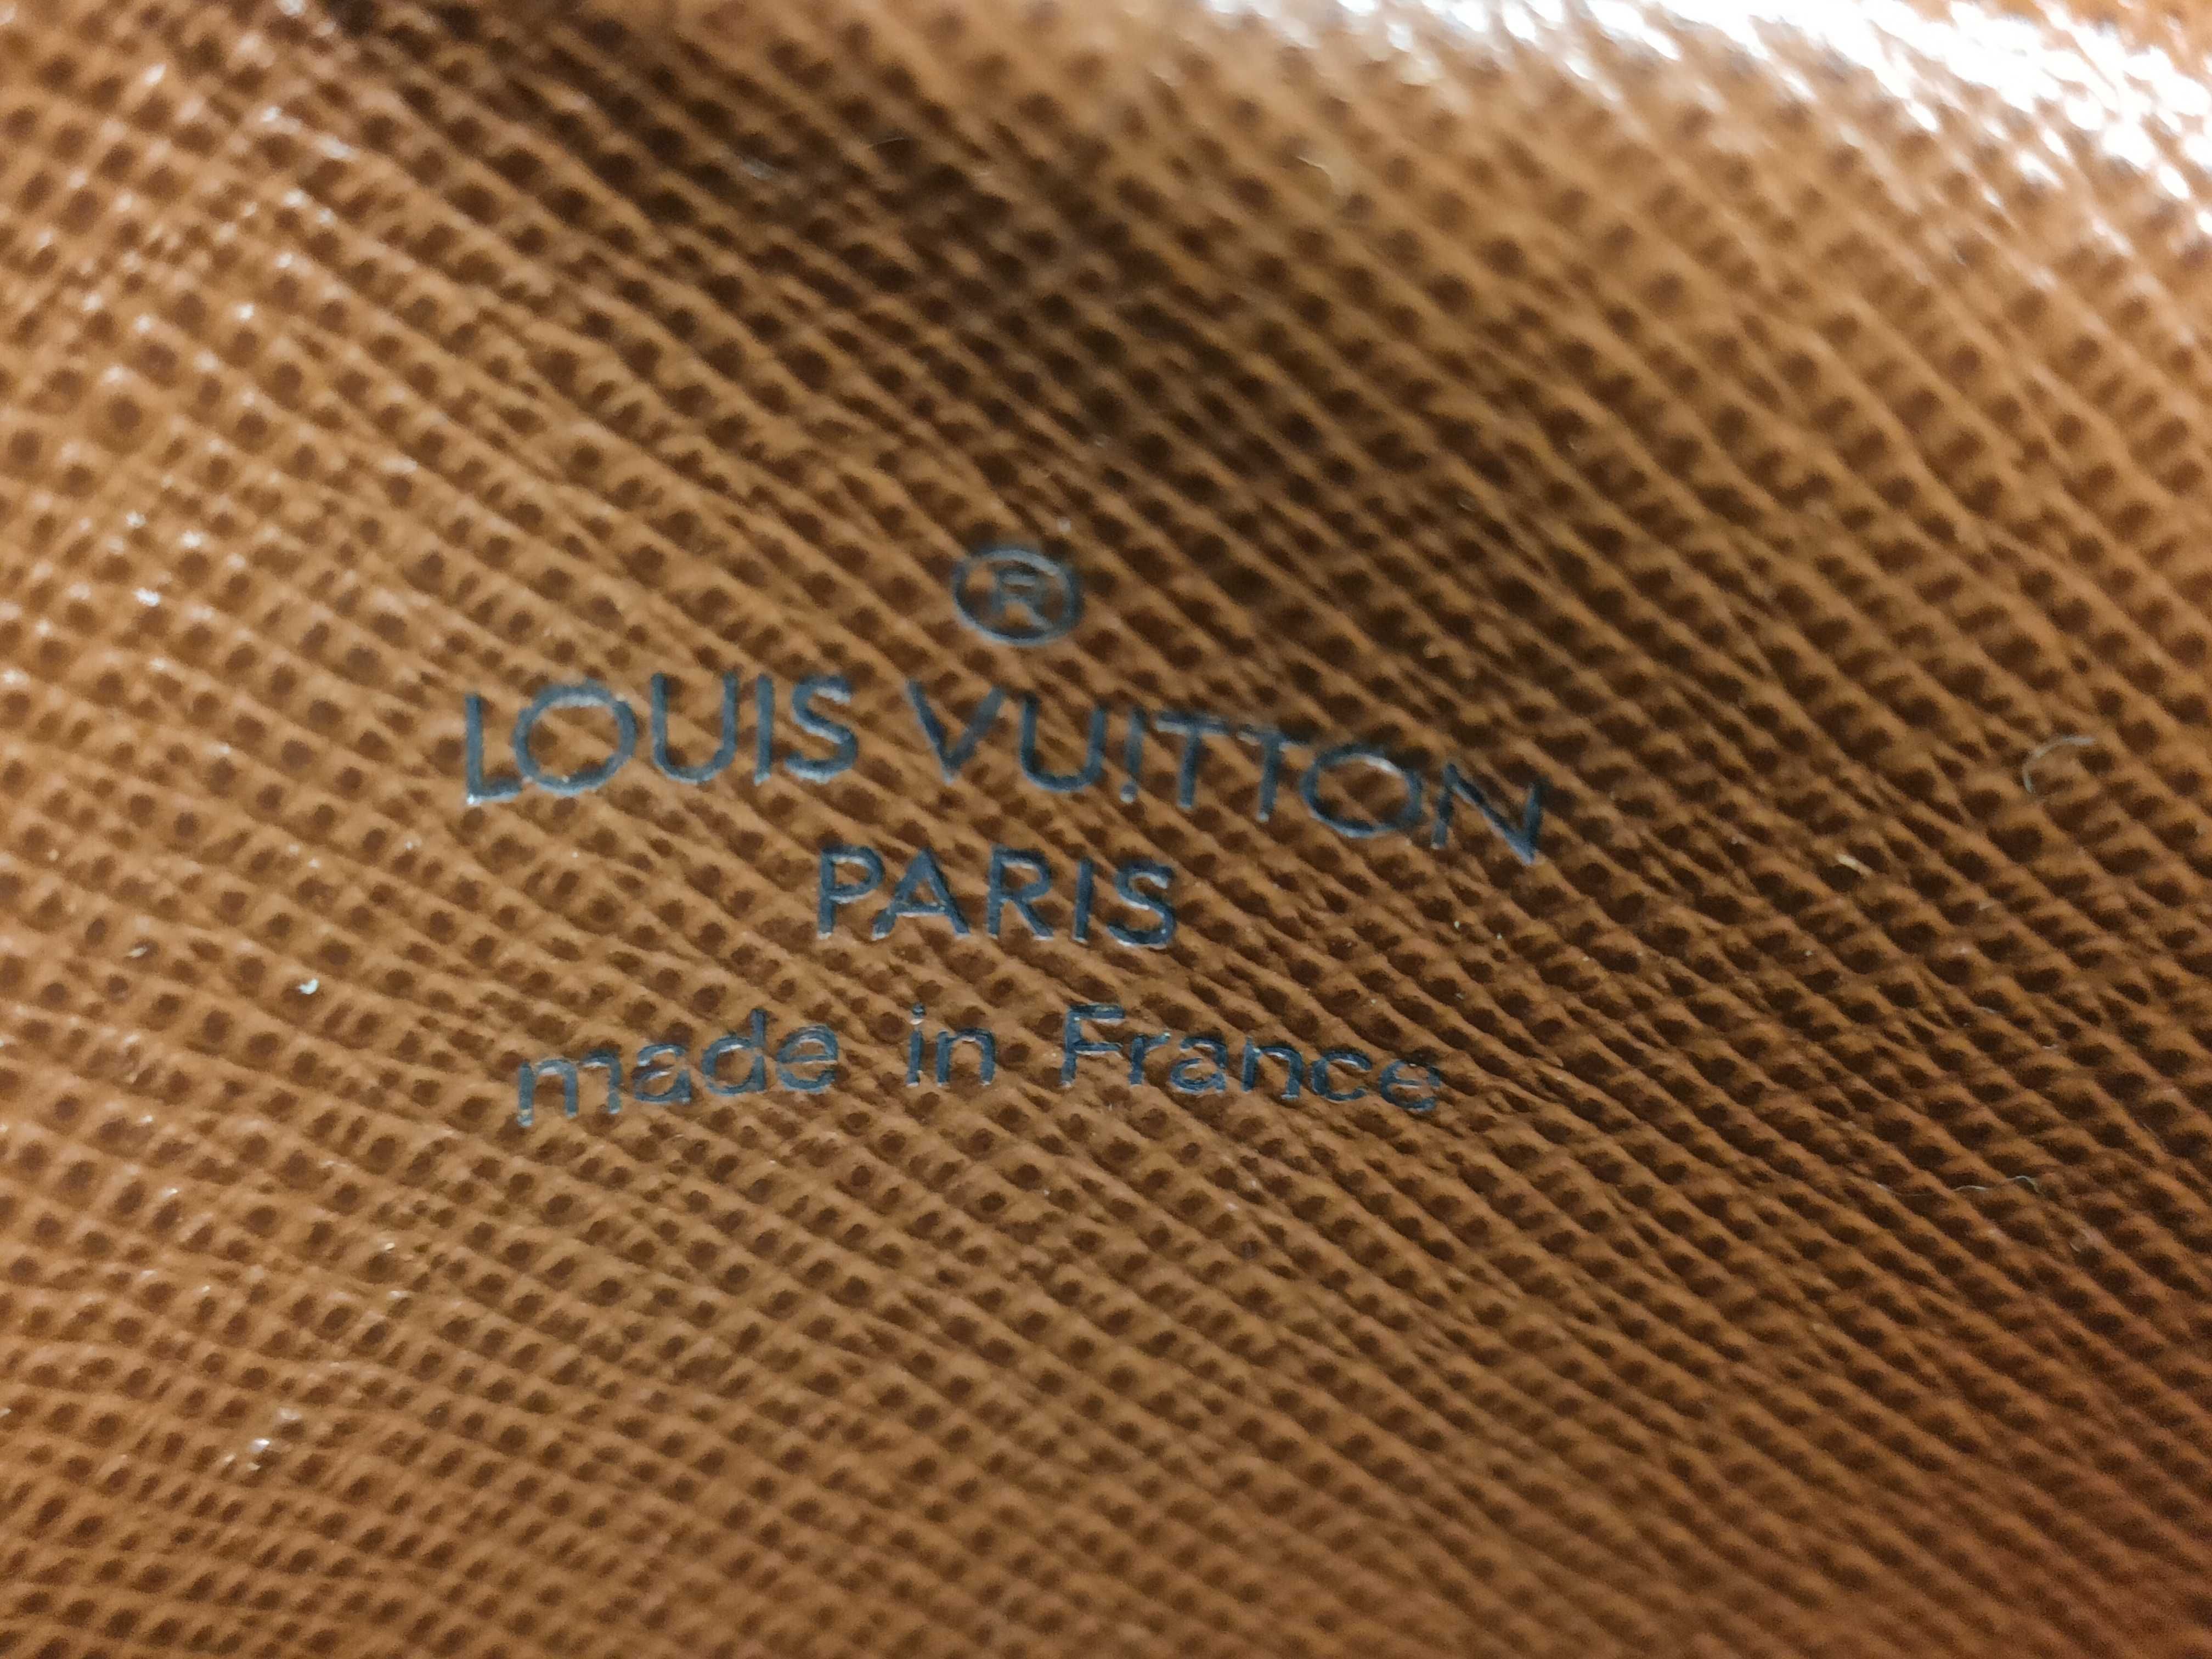 ®
LOUIS VUITTON
PARIS
made in France